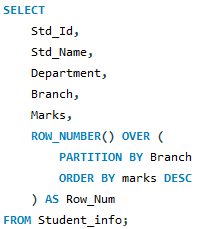 SELECT
    Std_Id,
    Std_Name,
    Department,
    Branch,
    Marks,
    ROW_NUMBER() OVER (
        PARTITION BY Branch
        ORDER BY marks DESC
    ) AS Row_Num
FROM Student_info;